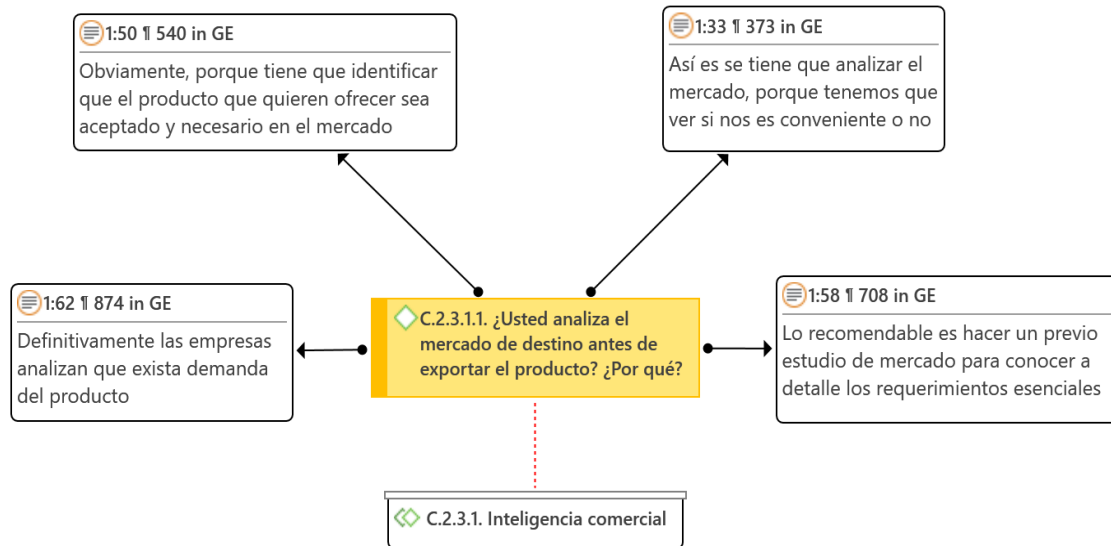 1:50 ¶ 540 in GE
Obviamente, porque tiene que identificar
que el producto que quieren ofrecer sea
aceptado y necesario en el mercado
1:33 ¶ 373 in GE
Así es se tiene que analizar el
mercado, porque tenemos que
ver si nos es conveniente o no
1:62 ¶ 874 in GE
Definitivamente las empresas
analizan que exista demanda
del producto
C.2.3.1.1. ¿Usted analiza el
mercado de destino antes de
exportar el producto? ¿Por qué?
1:58 ¶ 708 in GE
Lo recomendable es hacer un previo
estudio de mercado para conocer a
detalle los requerimientos esenciales
C.2.3.1. Inteligencia comercial